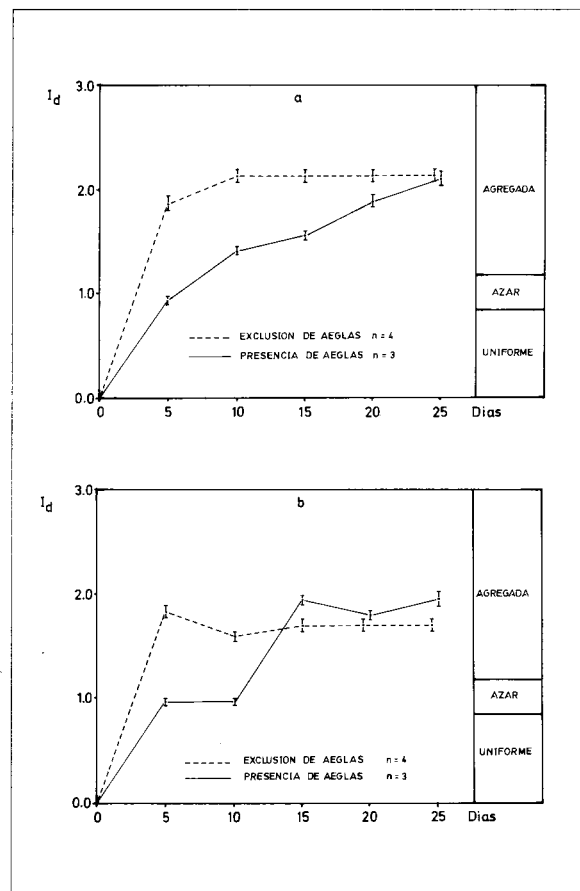 I d
a
3.0
2.0
1.0
0.0
AGREGADA
AZAR
UNIFORME
EXCLUSION DE AEGLAS n = 4
PRESENCIA DE AEGLAS n = 3
0 5 10 15 20 25 Dias
I d
b
3.0
2.0
1.0
0.0
AGREGADA
AZAR
UNIFORME
EXCLUSION DE AEGLAS n = 4
PRESENCIA DE AEGLAS n = 3
0 5 10 15 20 25 Dias